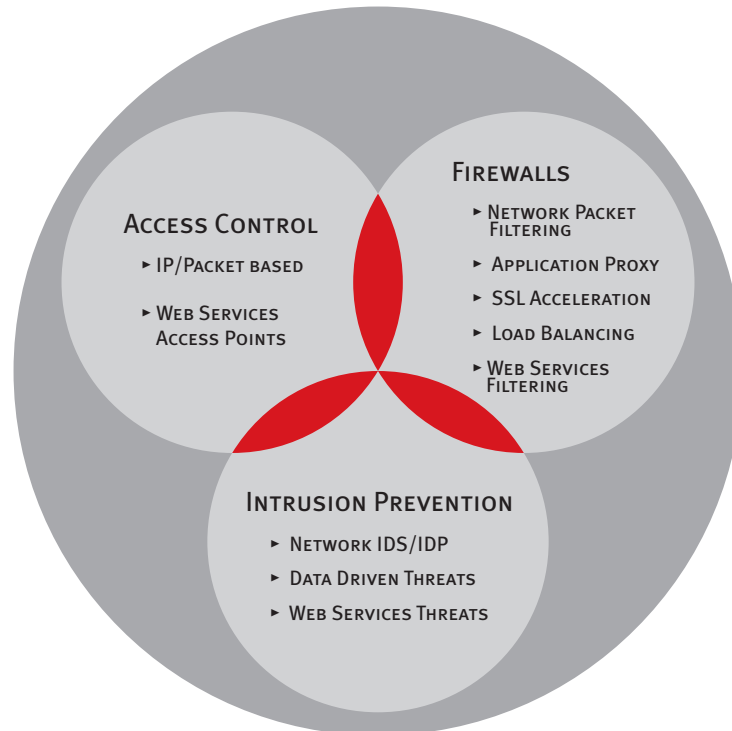 Access Control
▸ IP/Packet based
▸ Web Services
Access Points
Firewalls
▸ Network Packet
Filtering
▸ Application Proxy
▸ SSL Acceleration
▸ Load Balancing
▸ Web Services
Filtering
Intrusion Prevention
▸ Network IDS/IDP
▸ Data Driven Threats
▸ Web Services Threats